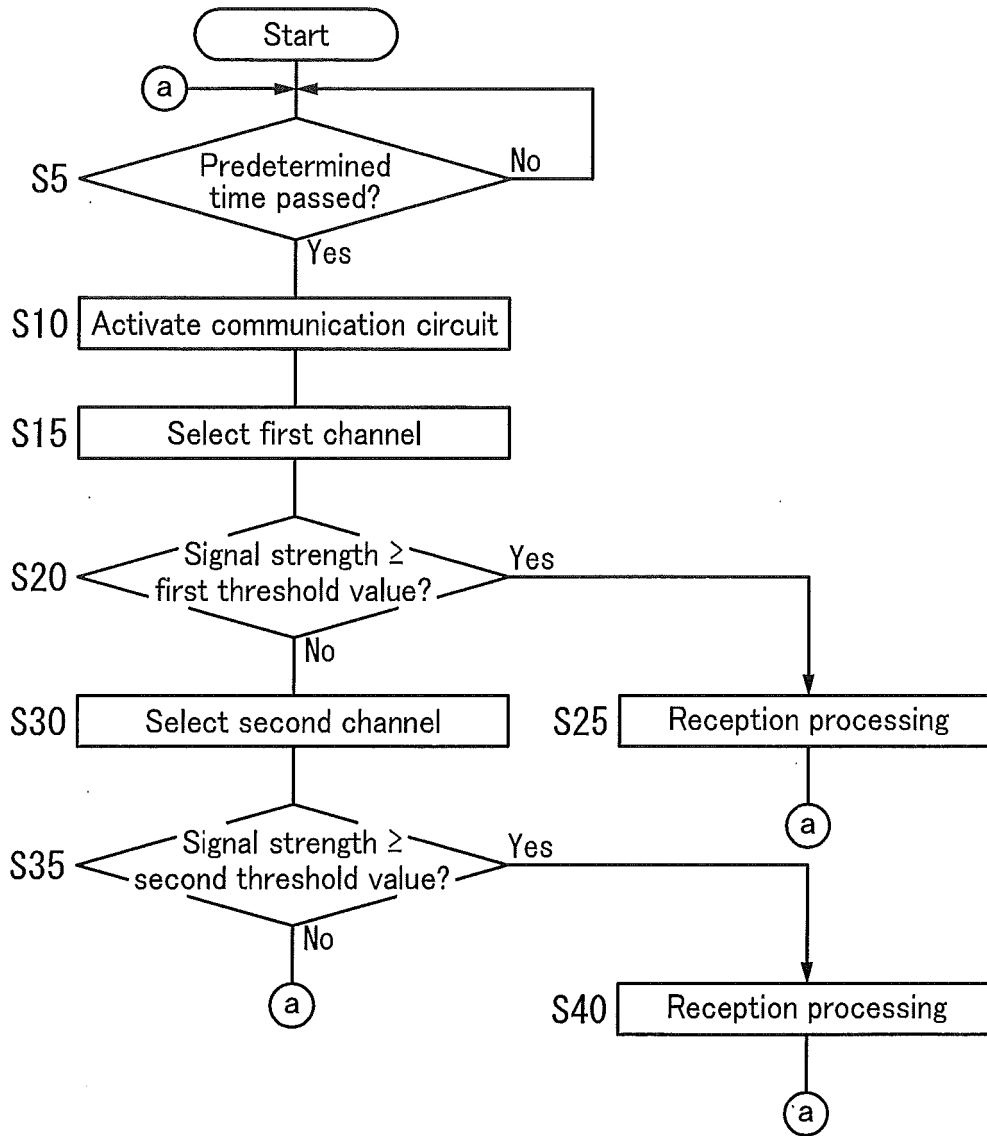 Start
a
S5
Predetermined
time passed?
No
Yes
S10
Activate communication circuit
S15
Select first channel
S20
Signal strength ≥
first threshold value?
Yes
No
S30
Select second channel
S25
Reception processing
a
S35
Signal strength ≥
second threshold value?
Yes
No
a
S40
Reception processing
a